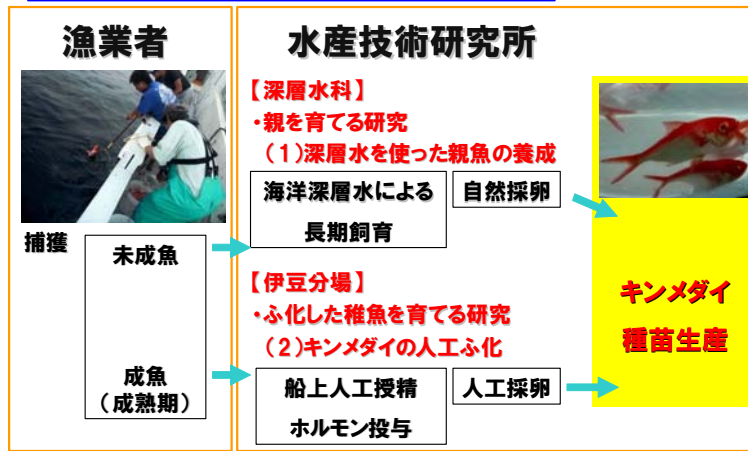 漁業者
捕獲
未成魚
成魚
（成熟期）
水産技術研究所
【深層水科】
・親を育てる研究
（１）深層水を使った親魚の養成
海洋深層水による
長期飼育
自然採卵
【伊豆分場】
・ふ化した稚魚を育てる研究
（２）キンメダイの人工ふ化
船上人工授精
ホルモン投与
人工採卵
キンメダイ
種苗生産